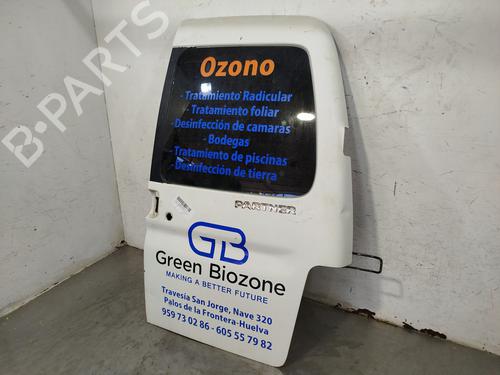 B-PARTS
Ozono
- Tratamiento Radicular
- Tratamiento foliar
- Desinfección de camaras
- Bodegas
- Tratamiento de piscinas
- Desinfección de tierra
PARTNER
GB
Green Biozone
MAKING A BETTER FUTURE
Travesía San Jorge, Nave 320
Palos de la Frontera-Huelva
959 73 02 86 - 605 55 79 82